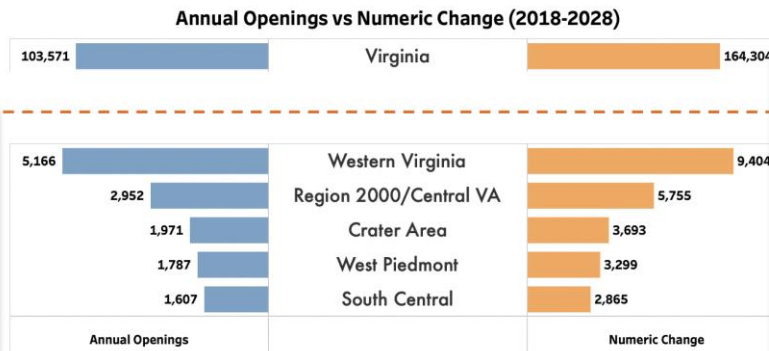 Annual Openings vs Numeric Change (2018-2028)
103,571 Virginia 164,304
5,166 Western Virginia 9,404
2,952 Region 2000/Central VA 5,755
1,971 Crater Area 3,693
1,787 West Piedmont 3,299
1,607 South Central 2,865
Annual Openings Numeric Change